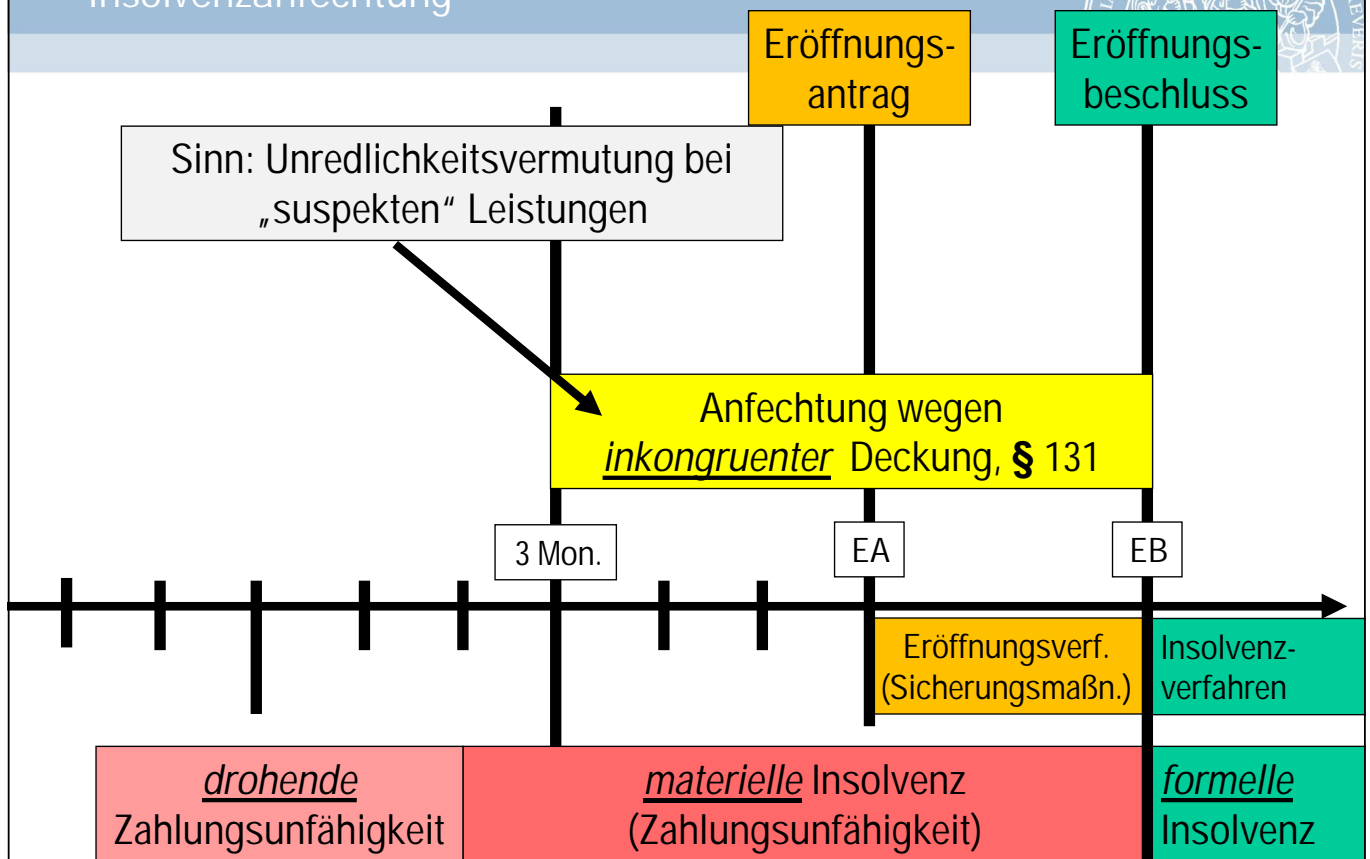 Insolvenzanfechtung
Eröffnungs-
antrag
Eröffnungs-
beschluss
Sinn: Unredlichkeitsvermutung bei
„suspekten“ Leistungen
Anfechtung wegen
inkongruenter Deckung, § 131
3 Mon.
EA
EB
Eröffnungsverf.
(Sicherungsmaßn.)
Insolvenz-
verfahren
drohende
Zahlungsunfähigkeit
materielle Insolvenz
(Zahlungsunfähigkeit)
formelle
Insolvenz